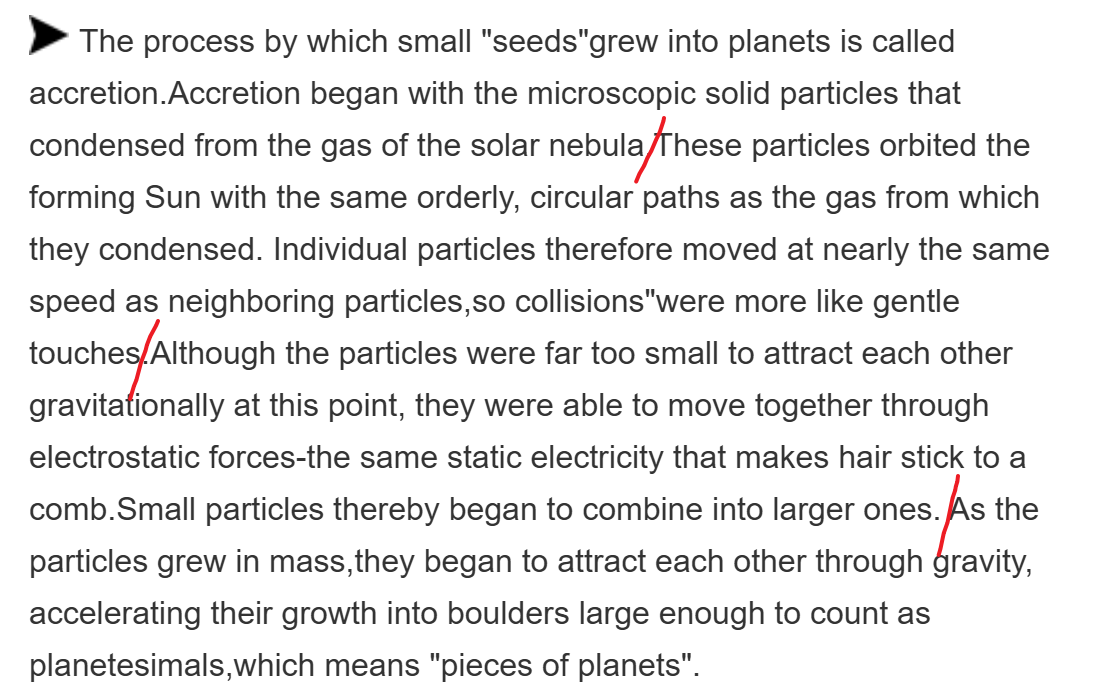 The process by which small "seeds"grew into planets is called
accretion.Accretion began with the microscopic solid particles that
condensed from the gas of the solar nebula.These particles orbited the
forming Sun with the same orderly, circular paths as the gas from which
they condensed. Individual particles therefore moved at nearly the same
speed as neighboring particles,so collisions"were more like gentle
touches.Although the particles were far too small to attract each other
gravitationally at this point, they were able to move together through
electrostatic forces-the same static electricity that makes hair stick to a
comb.Small particles thereby began to combine into larger ones. As the
particles grew in mass,they began to attract each other through gravity,
accelerating their growth into boulders large enough to count as
planetesimals,which means "pieces of planets".